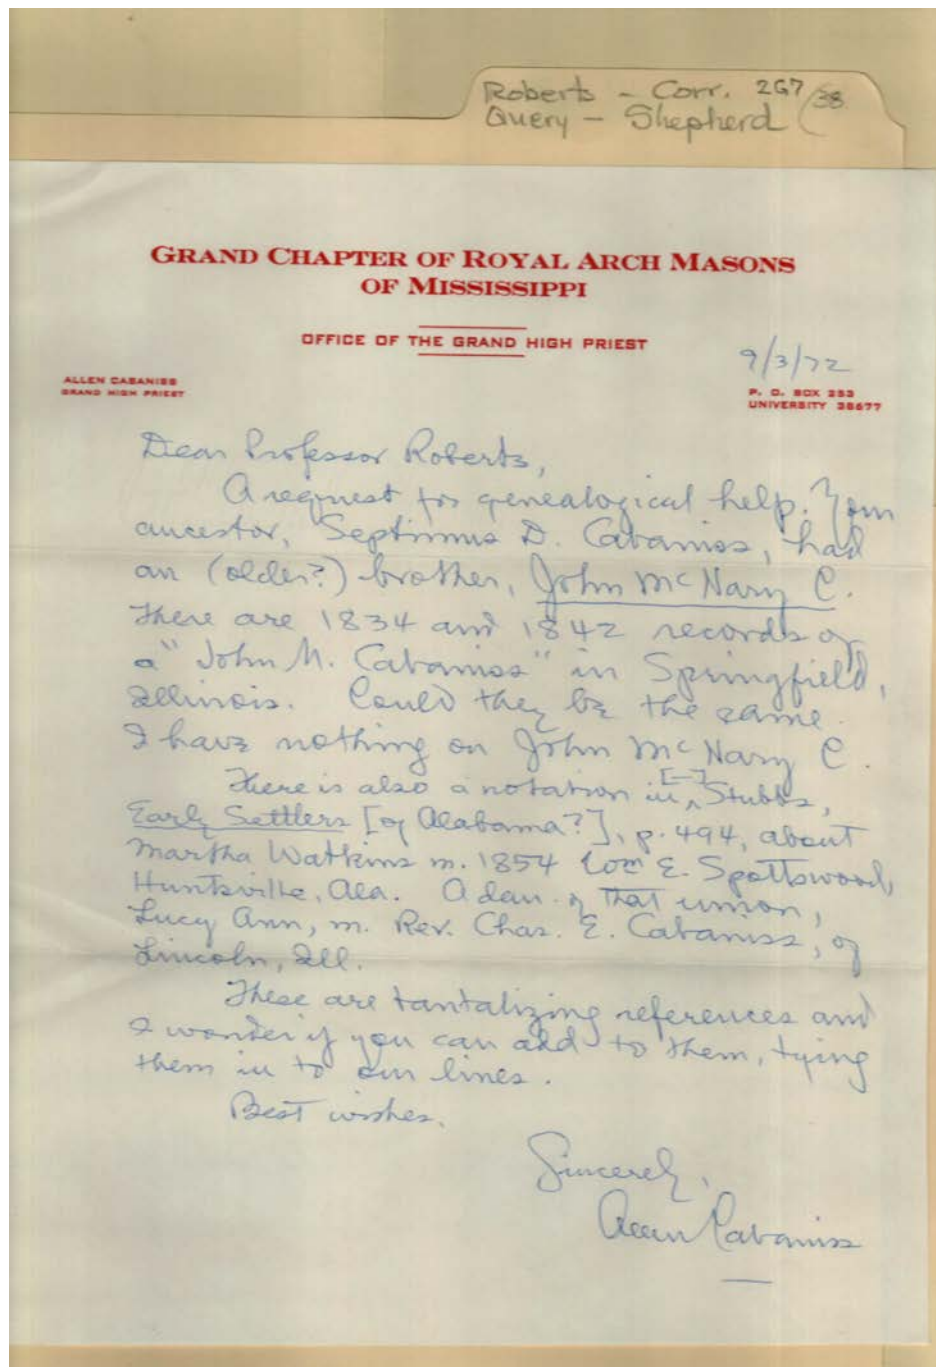 Roberts - Corr. 267/38
Query - Shepherd
GRAND CHAPTER OF ROYAL ARCH MASONS
OF MISSISSIPPI
OFFICE OF THE GRAND HIGH PRIEST
9/3/72
ALLEN CABANISS
GRAND HIGH PRIEST
P. O. BOX 253
UNIVERSITY 38677
Dear Professor Roberts,
A request for genealogical help. Your
ancestor, Septimus D. Cabaniss, had
an (older?) brother, John McNary C.
There are 1834 and 1842 records of
a "John M. Cabaniss" in Springfield,
Illinois. Could they be the same.
I have nothing on John McNary C.
There is also a notation in [—] Stubbs,
Early Settlers [of Alabama?], p. 494, about
Martha Watkins m. 1854 Wm E. Spottswood,
Huntsville, Ala. A dau. of that union,
Lucy Ann, m. Rev. Chas. E. Cabaniss, of
Lincoln, Ill.
These are tantalizing references and
I wonder if you can add to them, tying
them in to our lines.
Best wishes.
Sincerely,
Allen Cabaniss